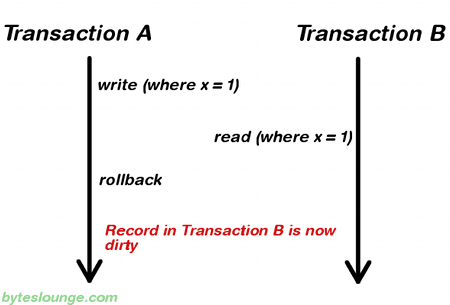 Transaction A
Transaction B
write (where x = 1)
read (where x = 1)
rollback
Record in Transaction B is now
dirty
byteslounge.com